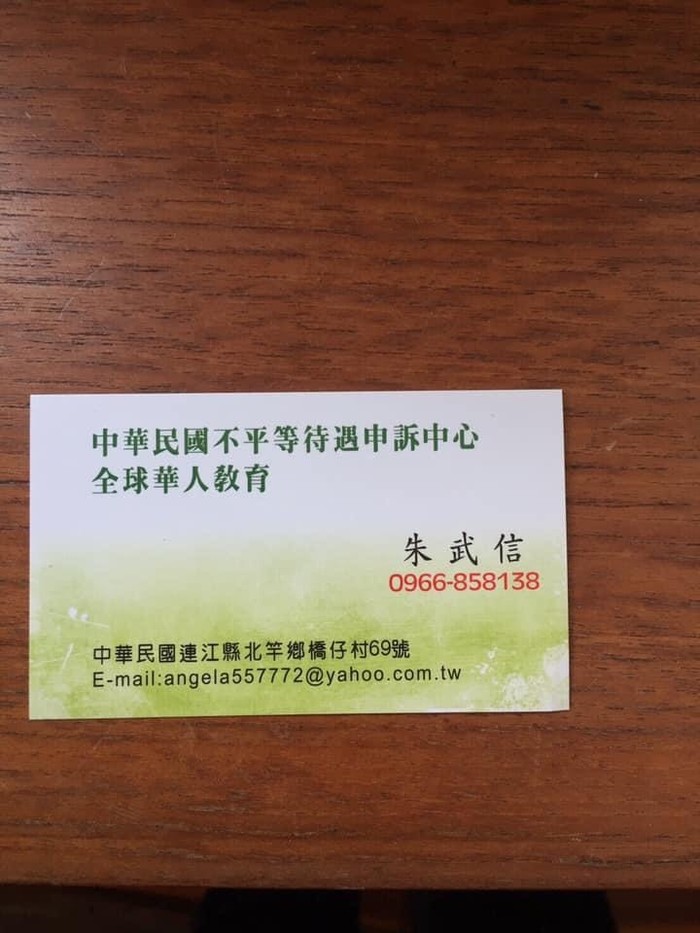 中華民國不平等待遇申訴中心
全球華人教育
朱武信
0966-858138
中華民國連江縣北竿鄉橋仔村69號
E-mail:angela557772@yahoo.com.tw